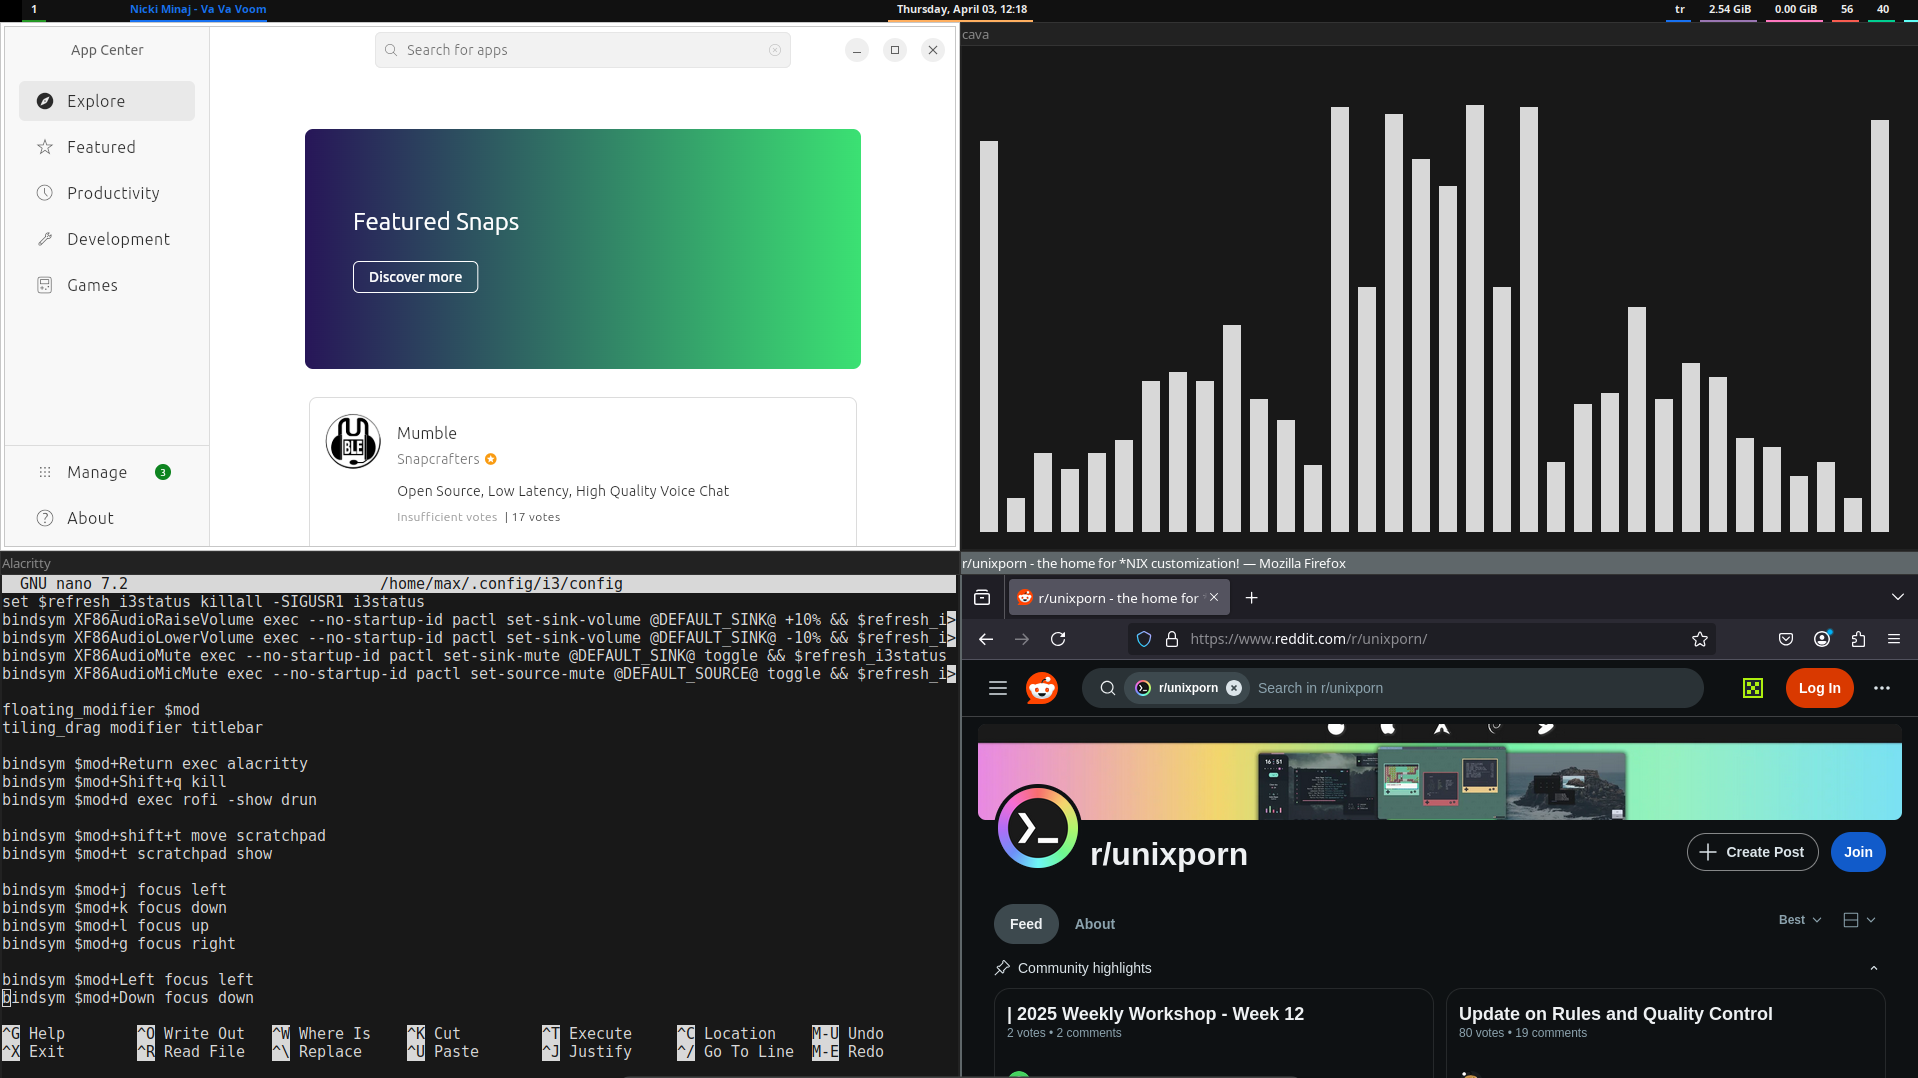 1
Nicki Minaj - Va Va Voom
Thursday, April 03, 12:18
tr
2.54 GiB
0.00 GiB
56
40
App Center
Search for apps
Explore
Featured
Productivity
Development
Games
Manage
3
About
Featured Snaps
Discover more
BLE
Mumble
Snapcrafters
Open Source, Low Latency, High Quality Voice Chat
Insufficient votes | 17 votes
cava
Alacritty
GNU nano 7.2 /home/max/.config/i3/config
set $refresh_i3status killall -SIGUSR1 i3status
bindsym XF86AudioRaiseVolume exec --no-startup-id pactl set-sink-volume @DEFAULT_SINK@ +10% && $refresh_i>
bindsym XF86AudioLowerVolume exec --no-startup-id pactl set-sink-volume @DEFAULT_SINK@ -10% && $refresh_i>
bindsym XF86AudioMute exec --no-startup-id pactl set-sink-mute @DEFAULT_SINK@ toggle && $refresh_i3status
bindsym XF86AudioMicMute exec --no-startup-id pactl set-source-mute @DEFAULT_SOURCE@ toggle && $refresh_i>
floating_modifier $mod
tiling_drag modifier titlebar
bindsym $mod+Return exec alacritty
bindsym $mod+Shift+q kill
bindsym $mod+d exec rofi -show drun
bindsym $mod+shift+t move scratchpad
bindsym $mod+t scratchpad show
bindsym $mod+j focus left
bindsym $mod+k focus down
bindsym $mod+l focus up
bindsym $mod+g focus right
bindsym $mod+Left focus left
bindsym $mod+Down focus down
^G Help ^O Write Out ^W Where Is ^K Cut ^T Execute ^C Location M-U Undo
^X Exit ^R Read File ^\ Replace ^U Paste ^J Justify ^/ Go To Line M-E Redo
r/unixporn - the home for *NIX customization! — Mozilla Firefox
r/unixporn - the home for
https://www.reddit.com/r/unixporn/
r/unixporn
Search in r/unixporn
Log In
16 51
r/unixporn
Create Post
Join
Feed
About
Best
Community highlights
| 2025 Weekly Workshop - Week 12
2 votes • 2 comments
Update on Rules and Quality Control
80 votes • 19 comments